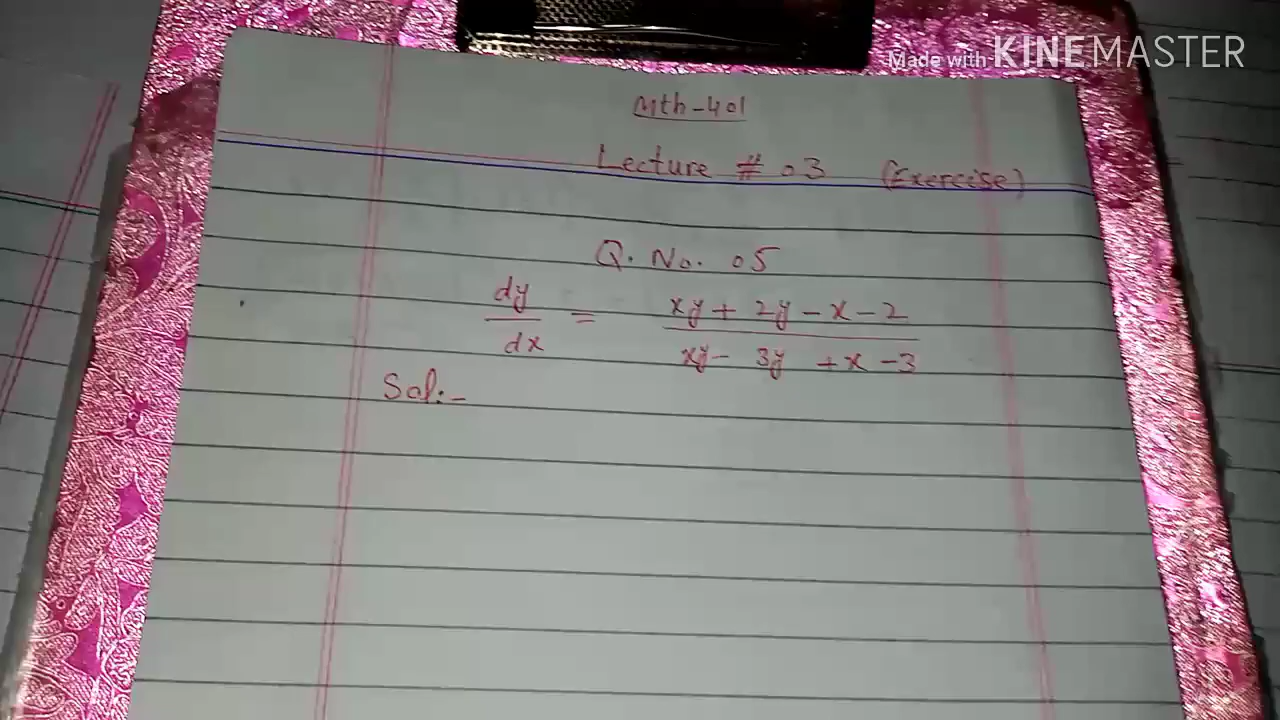 Made with KINEMASTER
Mth-401
Lecture # 03 (Exercise)
Q. No. 05
dy/dx = xy + 2y - x - 2 / xy - 3y + x - 3
Sol:-